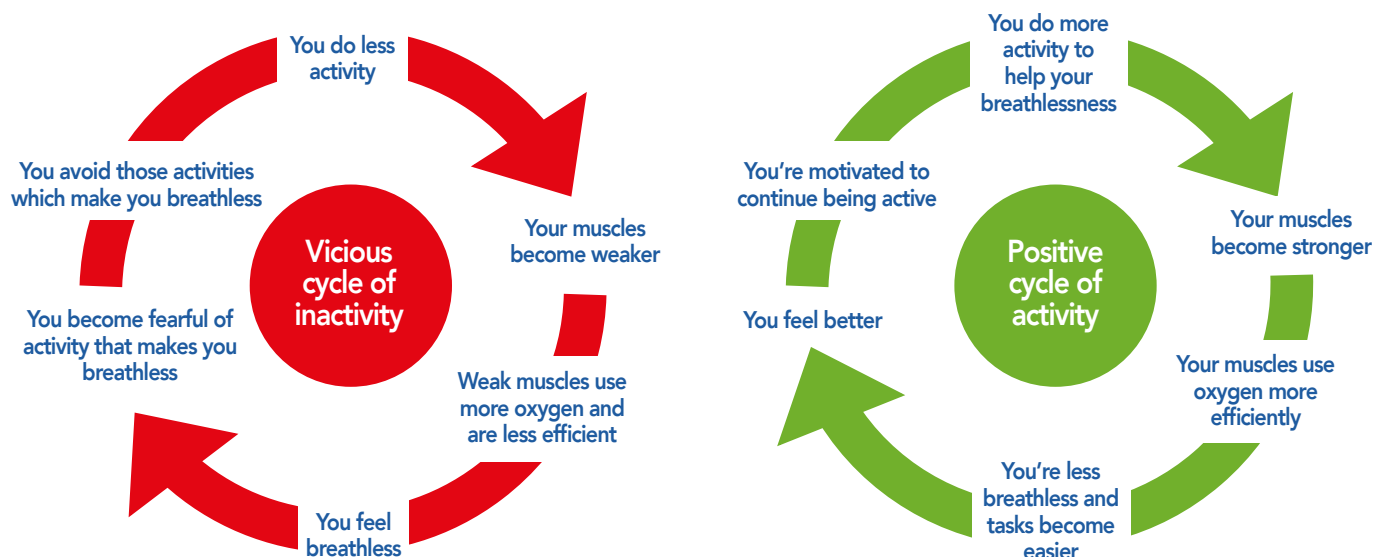 You do less
activity
Your muscles
become weaker
Weak muscles use
more oxygen and
are less efficient
You feel
breathless
You become fearful of
activity that makes you
breathless
You avoid those activities
which make you breathless
Vicious
cycle of
inactivity
You do more
activity to
help your
breathlessness
Your muscles
become stronger
Your muscles use
oxygen more
efficiently
You’re less
breathless and
tasks become
easier
You feel better
You’re motivated to
continue being active
Positive
cycle of
activity